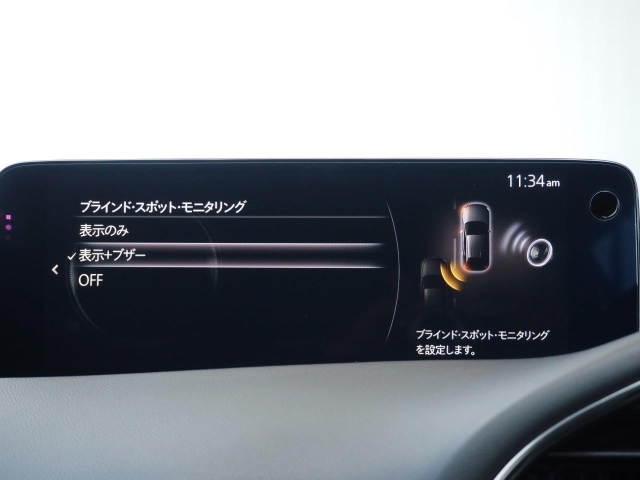 11:34 am
ブラインド・スポット・モニタリング
表示のみ
✓表示+ブザー
OFF
ブラインド・スポット・モニタリング
を設定します。